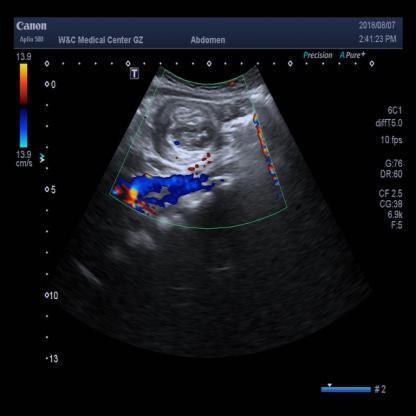 Canon
2018/08/07
Aplio 500 W&C Medical Center GZ Abdomen 2:41:23 PM
Precision A Pure+
13.9
T
0
6C1
diffT5.0
13.9
cm/s
10 fps
G:76
DR:60
5
CF 2.5
CG:38
6.9k
F:5
10
13
# 2